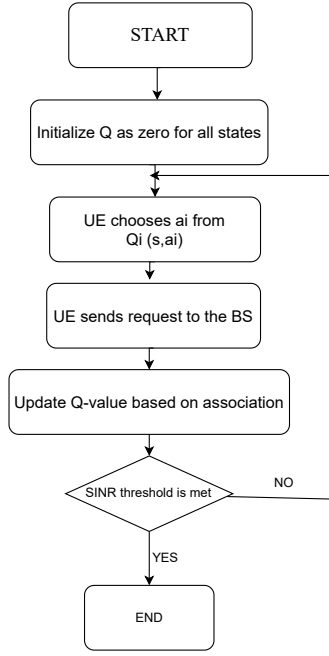 START
Initialize Q as zero for all states
UE chooses ai from
Qi (s,ai)
UE sends request to the BS
Update Q-value based on association
SINR threshold is met
NO
YES
END